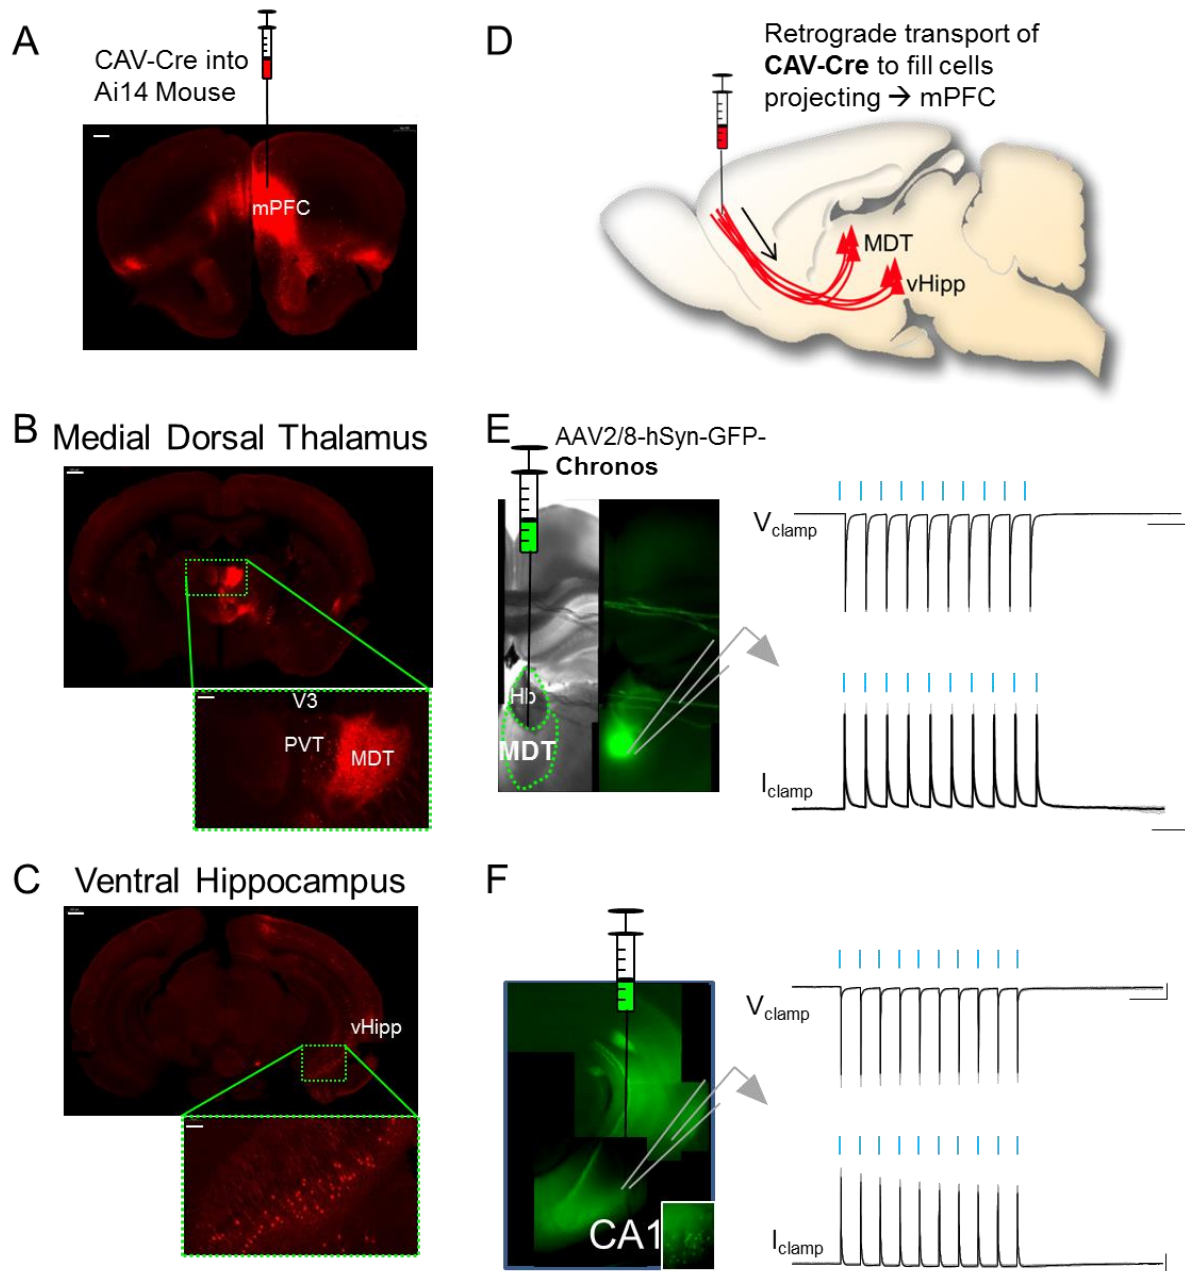 A
CAV-Cre into
Ai14 Mouse
mPFC
D
Retrograde transport of
CAV-Cre to fill cells
projecting → mPFC
MDT
vHipp
B
Medial Dorsal Thalamus
V3
PVT
MDT
E
AAV2/8-hSyn-GFP-
Chronos
Hb
MDT
Vclamp
Iclamp
C
Ventral Hippocampus
vHipp
F
CA1
Vclamp
Iclamp